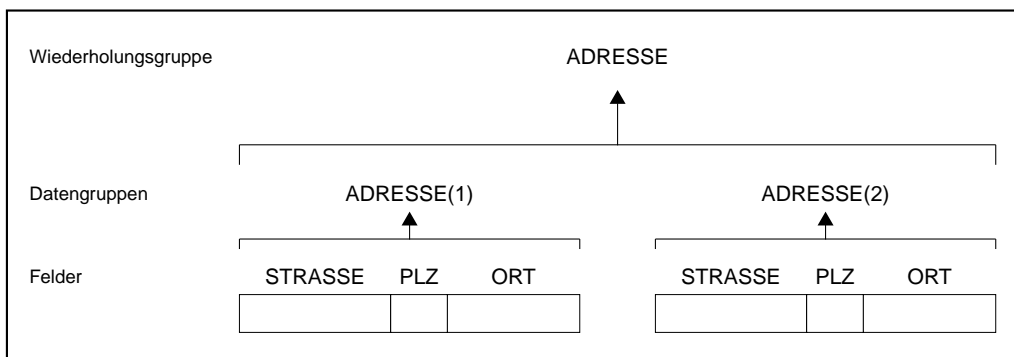 Wiederholungsgruppe ADRESSE
Datengruppen ADRESSE(1) ADRESSE(2)
Felder STRASSE PLZ ORT STRASSE PLZ ORT